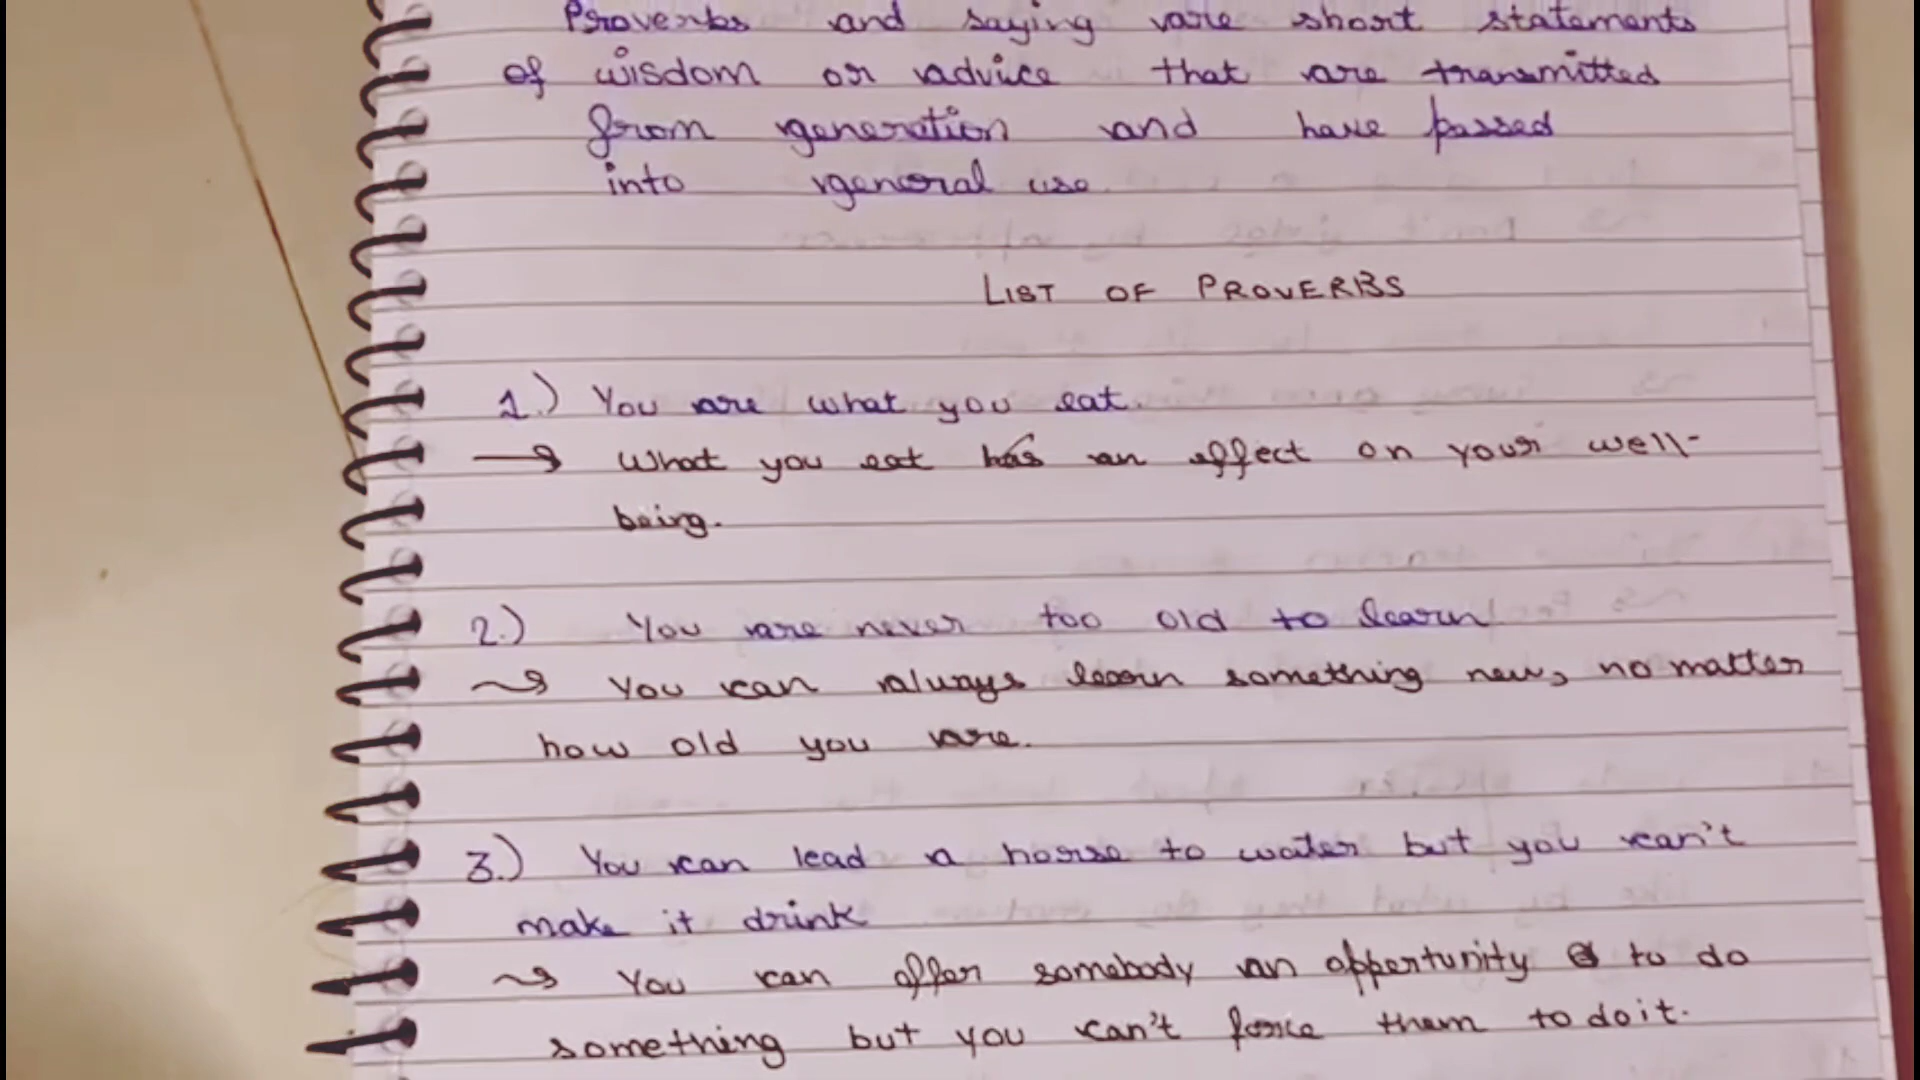 Proverbs and saying are short statements
of wisdom or advice that are transmitted
from generation and have passed
into general use.
LIST OF PROVERBS
1.) You are what you eat.
→ What you eat has an effect on your well-
being.
2.) You are never too old to learn!
→ You can always learn something new, no matter
how old you are.
3.) You can lead a horse to water but you can't
make it drink
→ You can offer somebody an oppertunity to do
something but you can't force them to do it.